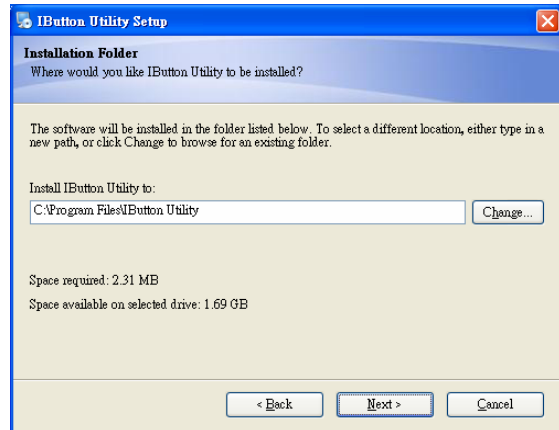 IButton Utility Setup
Installation Folder
Where would you like IButton Utility to be installed?
The software will be installed in the folder listed below. To select a different location, either type in a
new path, or click Change to browse for an existing folder.
Install IButton Utility to:
C:\Program Files\IButton Utility
Change...
Space required: 2.31 MB
Space available on selected drive: 1.69 GB
< Back
Next >
Cancel